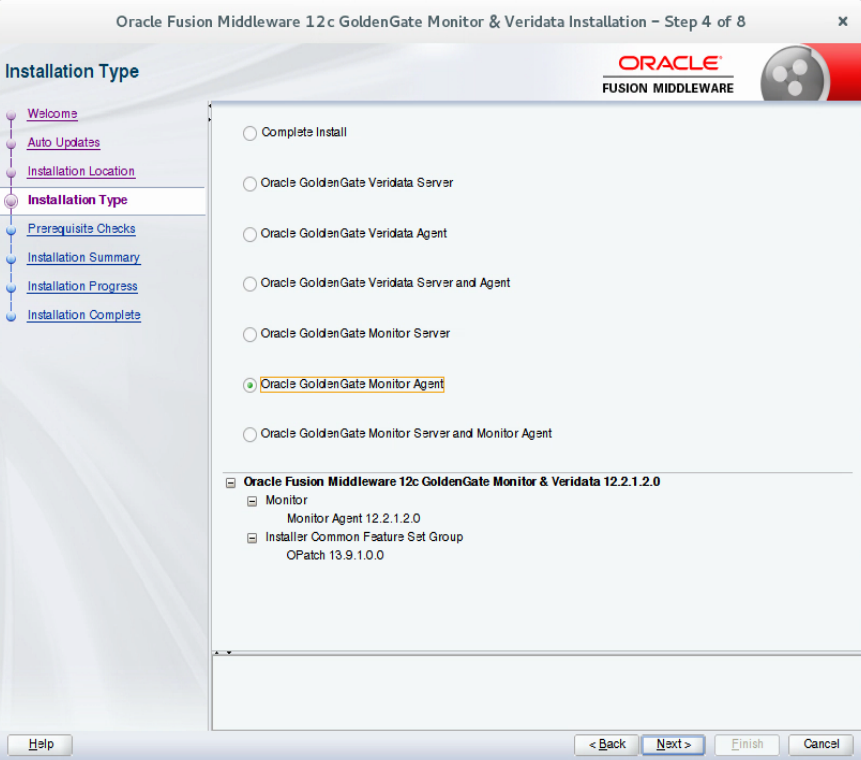 Oracle Fusion Middleware 12c GoldenGate Monitor & Veridata Installation - Step 4 of 8
Installation Type
ORACLE
FUSION MIDDLEWARE
Welcome
Auto Updates
Installation Location
Installation Type
Prerequisite Checks
Installation Summary
Installation Progress
Installation Complete
Complete Install
Oracle GoldenGate Veridata Server
Oracle GoldenGate Veridata Agent
Oracle GoldenGate Veridata Server and Agent
Oracle GoldenGate Monitor Server
Oracle GoldenGate Monitor Agent
Oracle GoldenGate Monitor Server and Monitor Agent
Oracle Fusion Middleware 12c GoldenGate Monitor & Veridata 12.2.1.2.0
Monitor
Monitor Agent 12.2.1.2.0
Installer Common Feature Set Group
OPatch 13.9.1.0.0
Help
< Back
Next >
Finish
Cancel